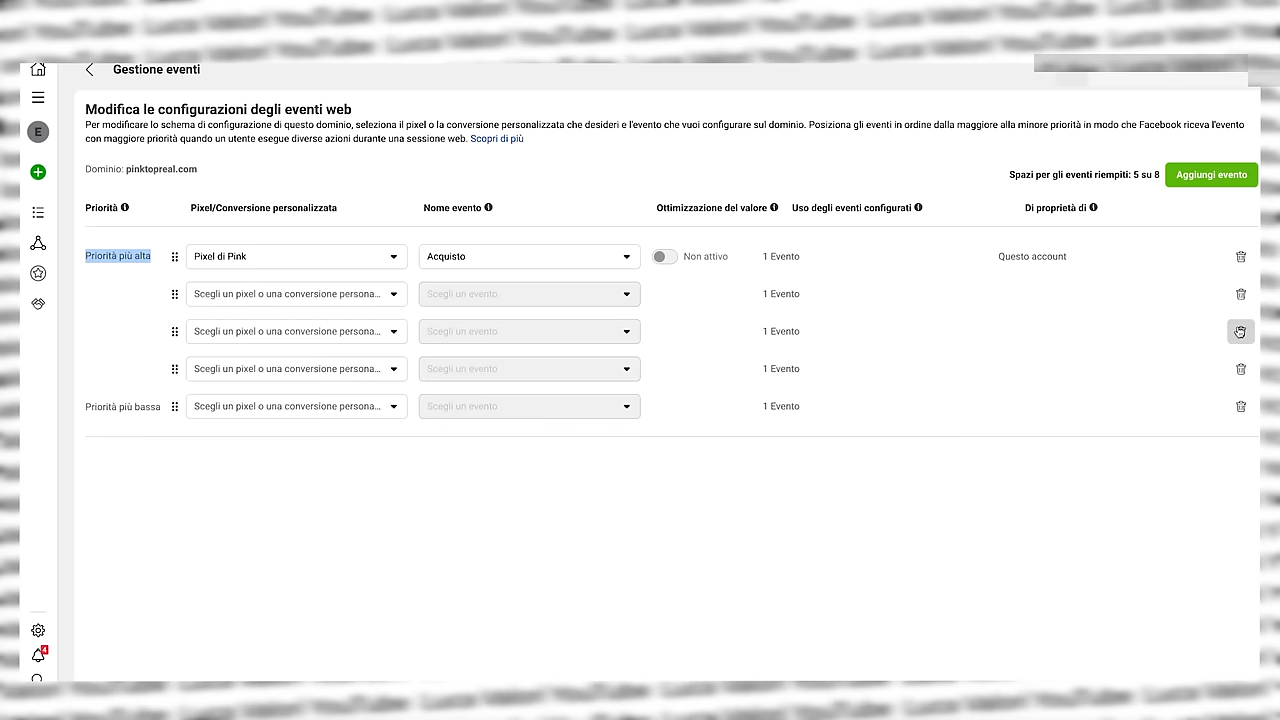 Gestione eventi
Modifica le configurazioni degli eventi web
Per modificare lo schema di configurazione di questo dominio, seleziona il pixel o la conversione personalizzata che desideri e l'evento che vuoi configurare sul dominio. Posiziona gli eventi in ordine dalla maggiore alla minore priorità in modo che Facebook riceva l'evento
con maggiore priorità quando un utente esegue diverse azioni durante una sessione web. Scopri di più
Dominio: pinktopreal.com
Spazi per gli eventi riempiti: 5 su 8 Aggiungi evento
Priorità Pixel/Conversione personalizzata Nome evento Ottimizzazione del valore Uso degli eventi configurati Di proprietà di
Priorità più alta Pixel di Pink Acquisto Non attivo 1 Evento Questo account
Scegli un pixel o una conversione persona... Scegli un evento 1 Evento
Scegli un pixel o una conversione persona... Scegli un evento 1 Evento
Scegli un pixel o una conversione persona... Scegli un evento 1 Evento
Priorità più bassa Scegli un pixel o una conversione persona... Scegli un evento 1 Evento
E
4